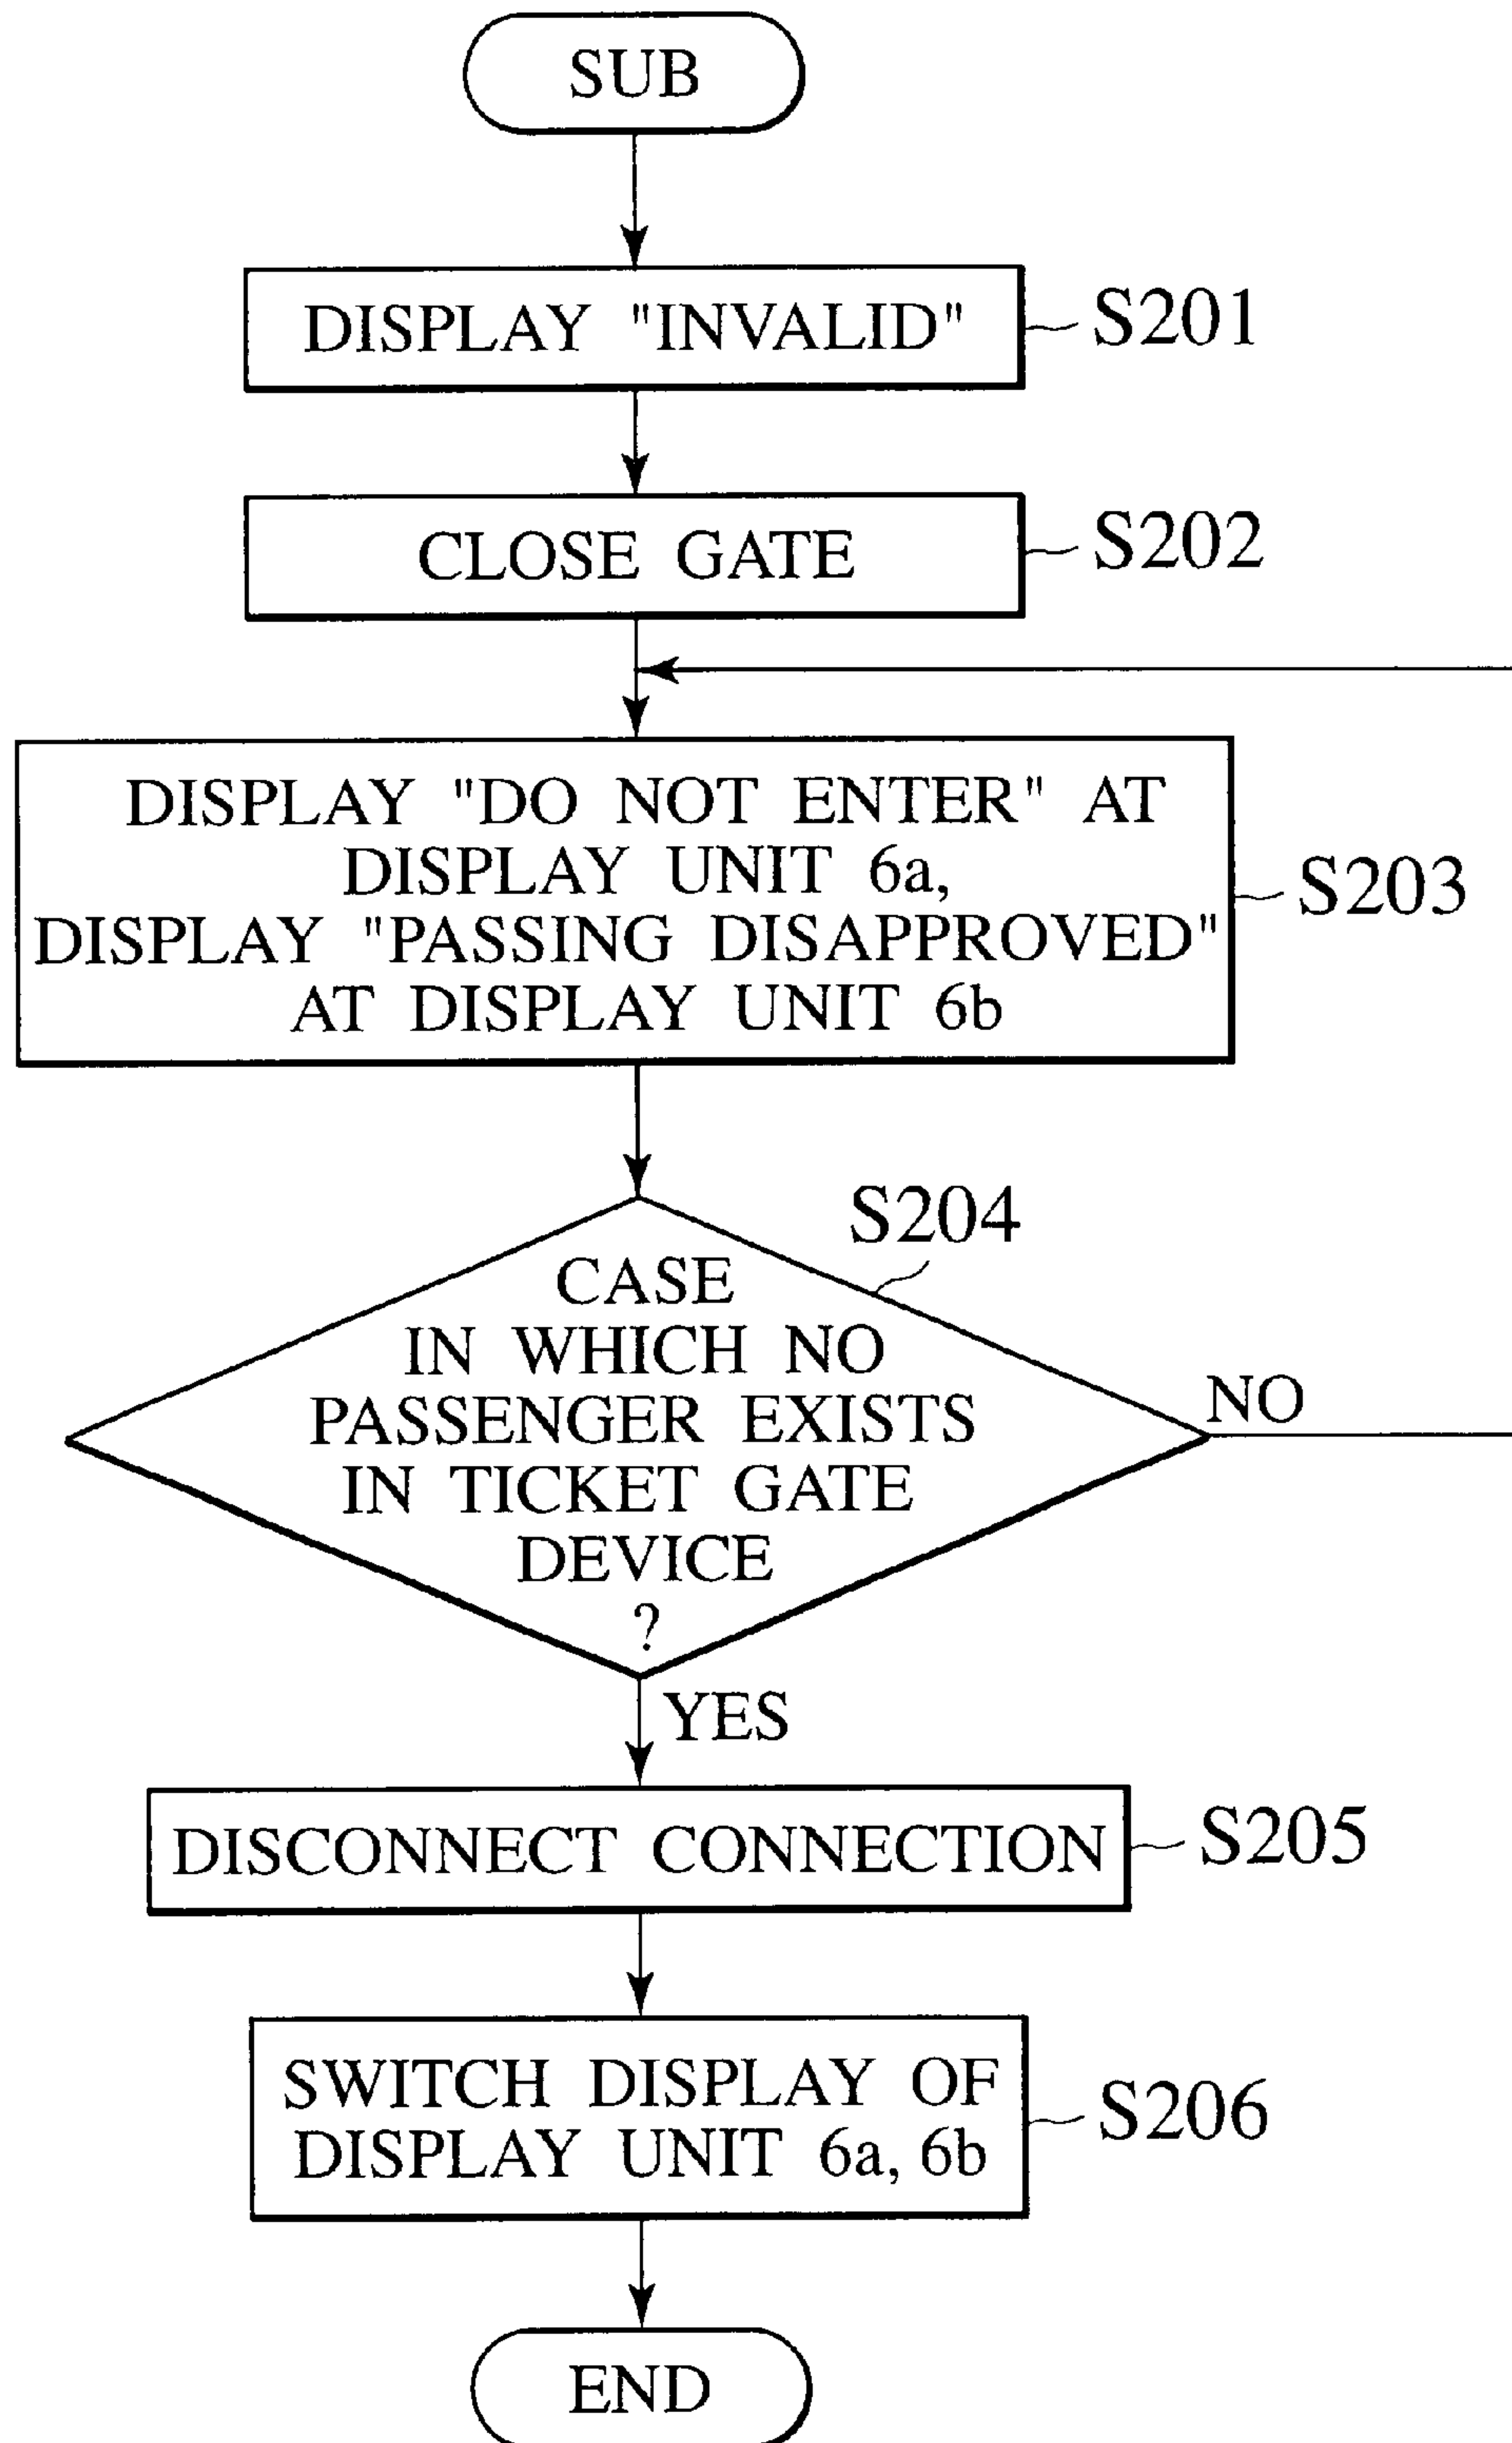 SUB
DISPLAY "INVALID"
S201
CLOSE GATE
S202
DISPLAY "DO NOT ENTER" AT
DISPLAY UNIT 6a,
DISPLAY "PASSING DISAPPROVED"
AT DISPLAY UNIT 6b
S203
S204
CASE
IN WHICH NO
PASSENGER EXISTS
IN TICKET GATE
DEVICE
?
NO
YES
DISCONNECT CONNECTION
S205
SWITCH DISPLAY OF
DISPLAY UNIT 6a, 6b
S206
END